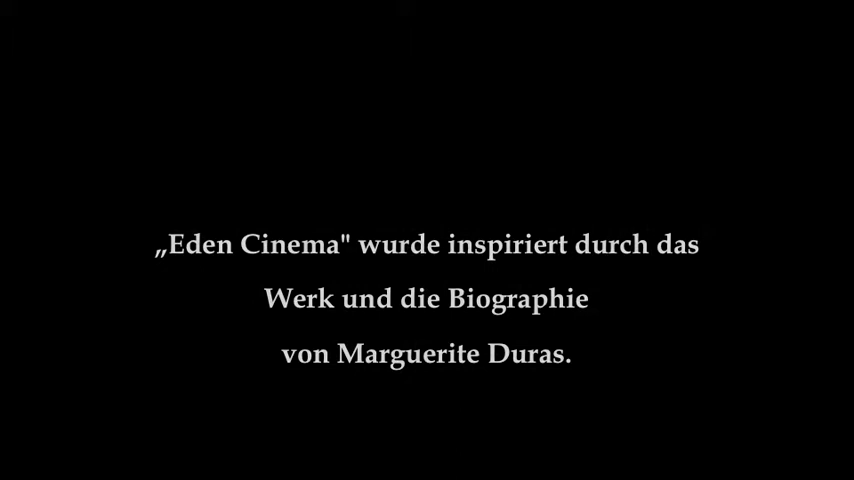 „Eden Cinema" wurde inspiriert durch das
Werk und die Biographie
von Marguerite Duras.